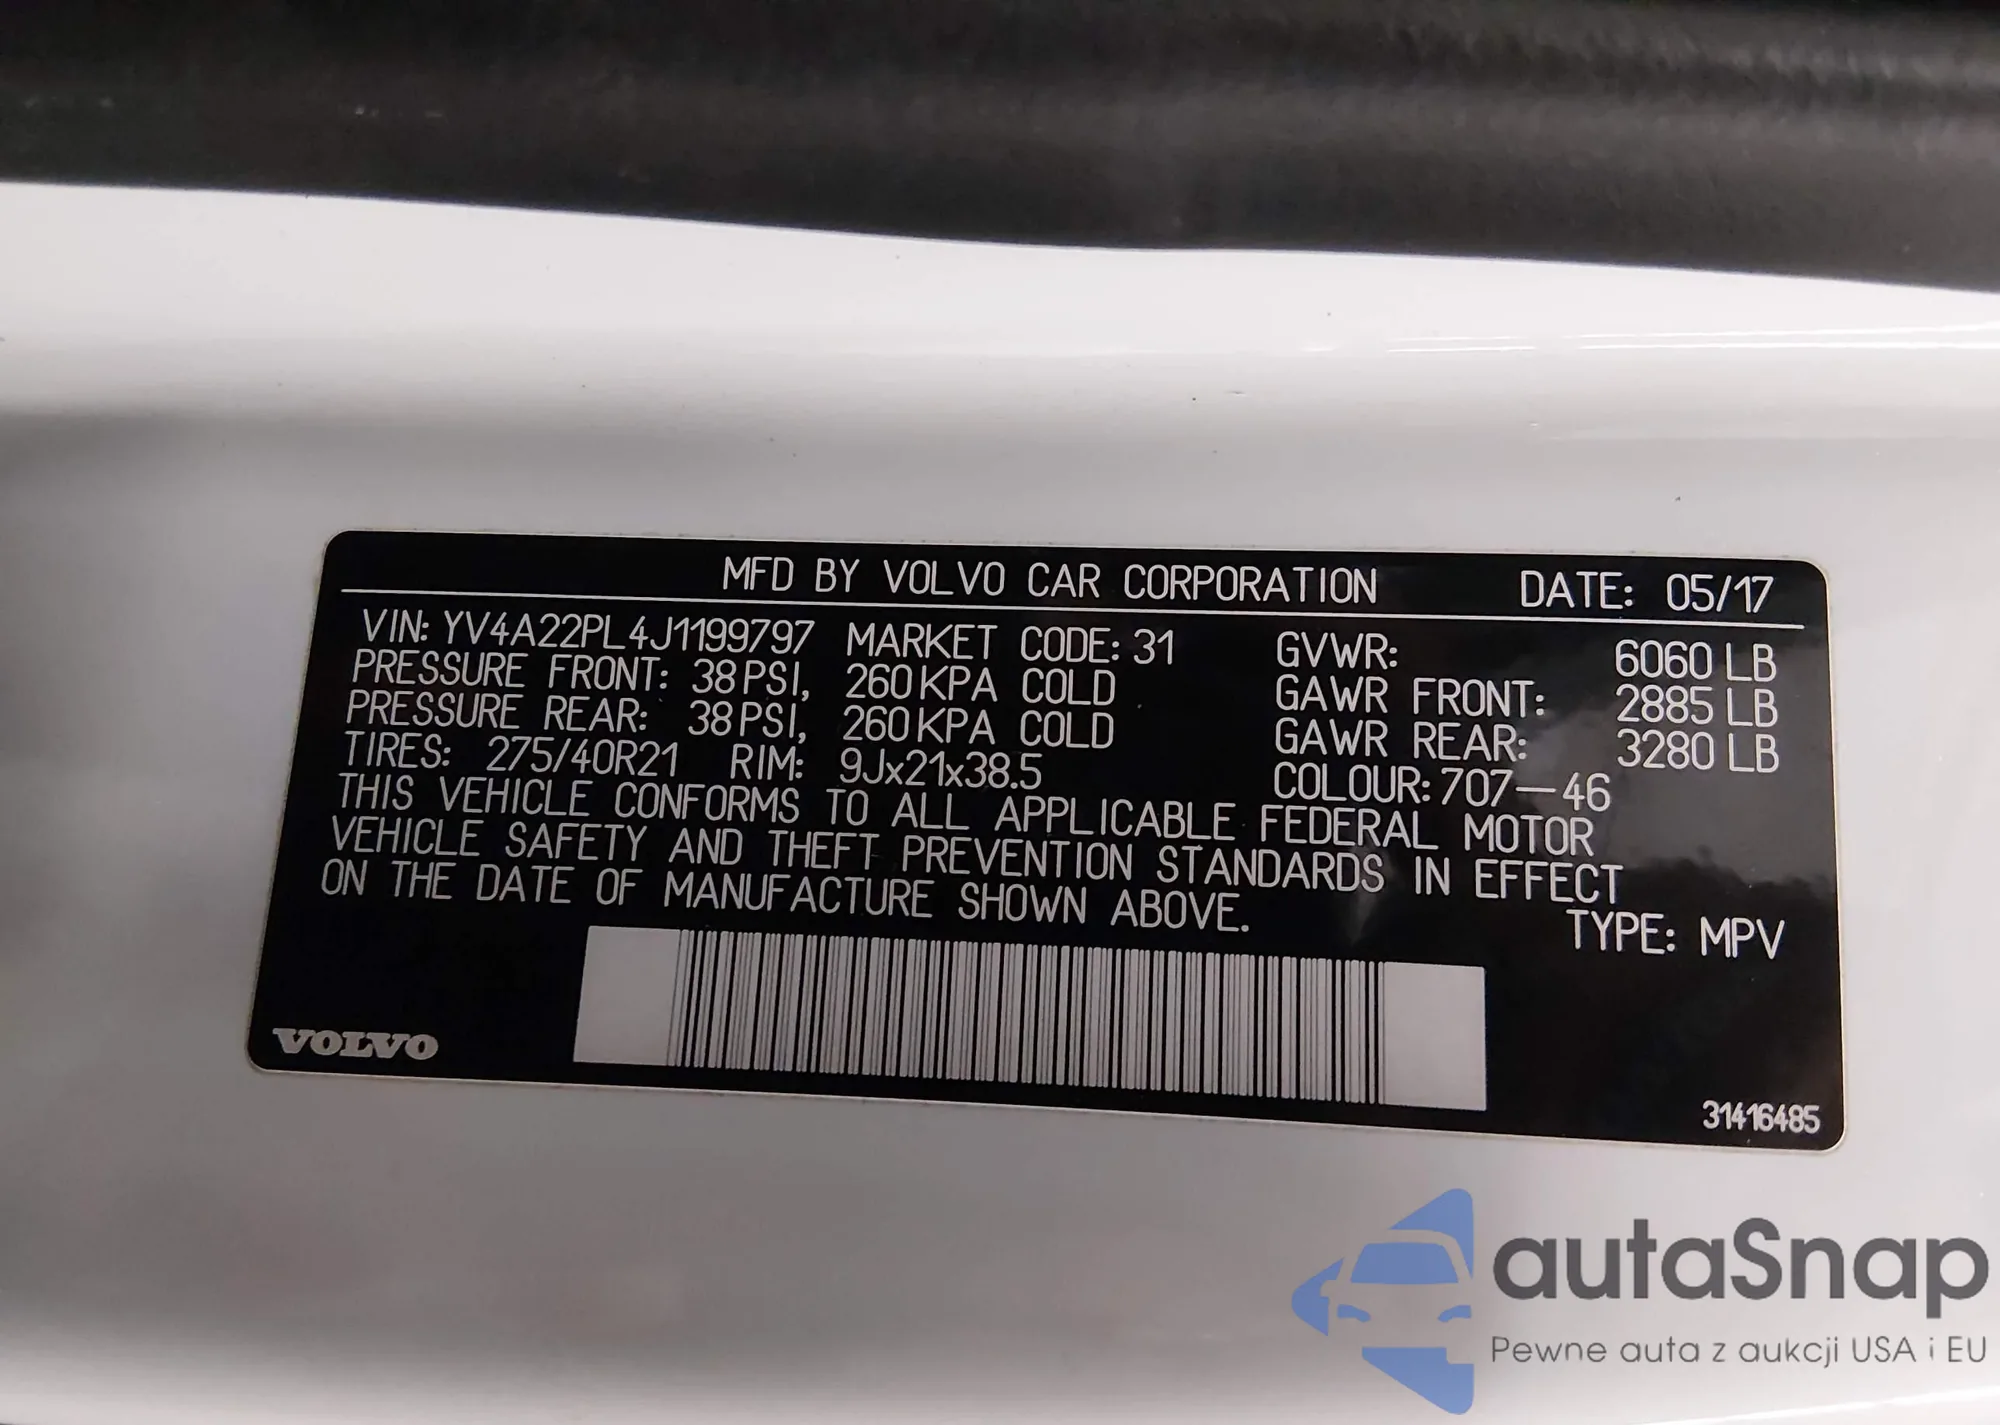 MFD BY VOLVO CAR CORPORATION DATE: 05/17
VIN: YV4A22PL4J1199797 MARKET CODE: 31 GVWR: 6060 LB
PRESSURE FRONT: 38 PSI, 260 KPA COLD GAWR FRONT: 2885 LB
PRESSURE REAR: 38 PSI, 260 KPA COLD GAWR REAR: 3280 LB
TIRES: 275/40R21 RIM: 9Jx21x38.5 COLOUR: 707-46
THIS VEHICLE CONFORMS TO ALL APPLICABLE FEDERAL MOTOR
VEHICLE SAFETY AND THEFT PREVENTION STANDARDS IN EFFECT
ON THE DATE OF MANUFACTURE SHOWN ABOVE.
TYPE: MPV
VOLVO
31416485
autaSnap
Pewne auta z aukcji USA i EU